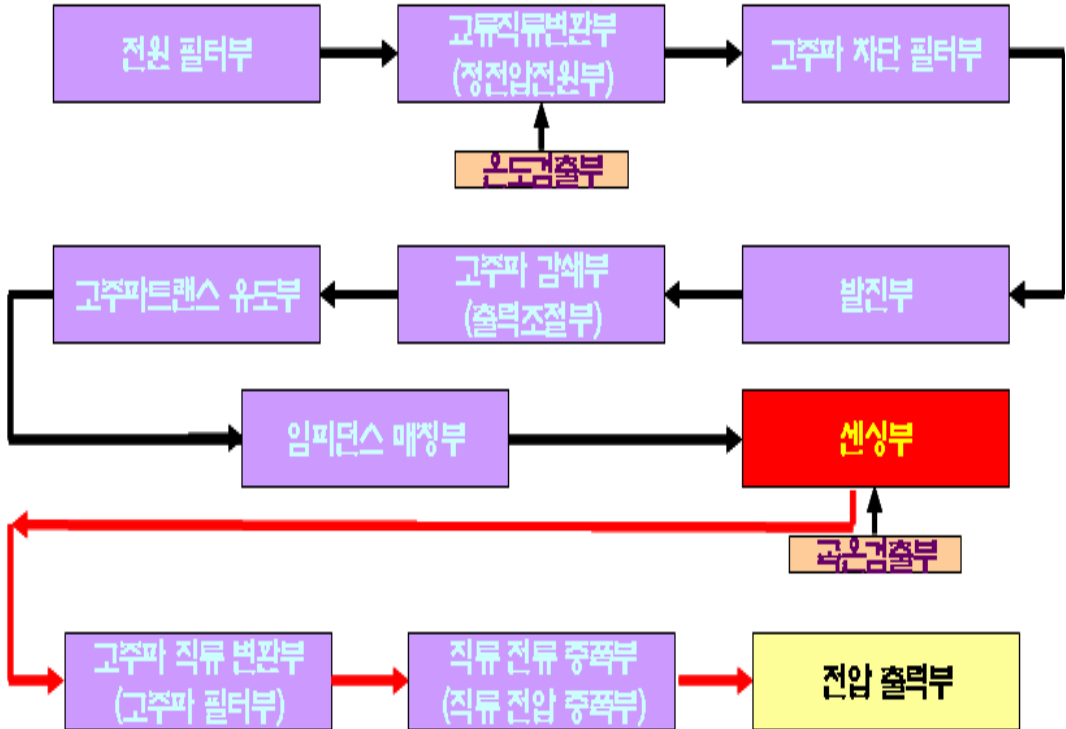 전원 필터부
교류직류변환부
(정전압전원부)
고주파 차단 필터부
온도검출부
고주파트랜스 유도부
고주파 감쇄부
(출력조절부)
발진부
임피던스 매칭부
센싱부
곡온검출부
고주파 직류 변환부
(고주파 필터부)
직류 전류 증폭부
(직류 전압 증폭부)
전압 출력부